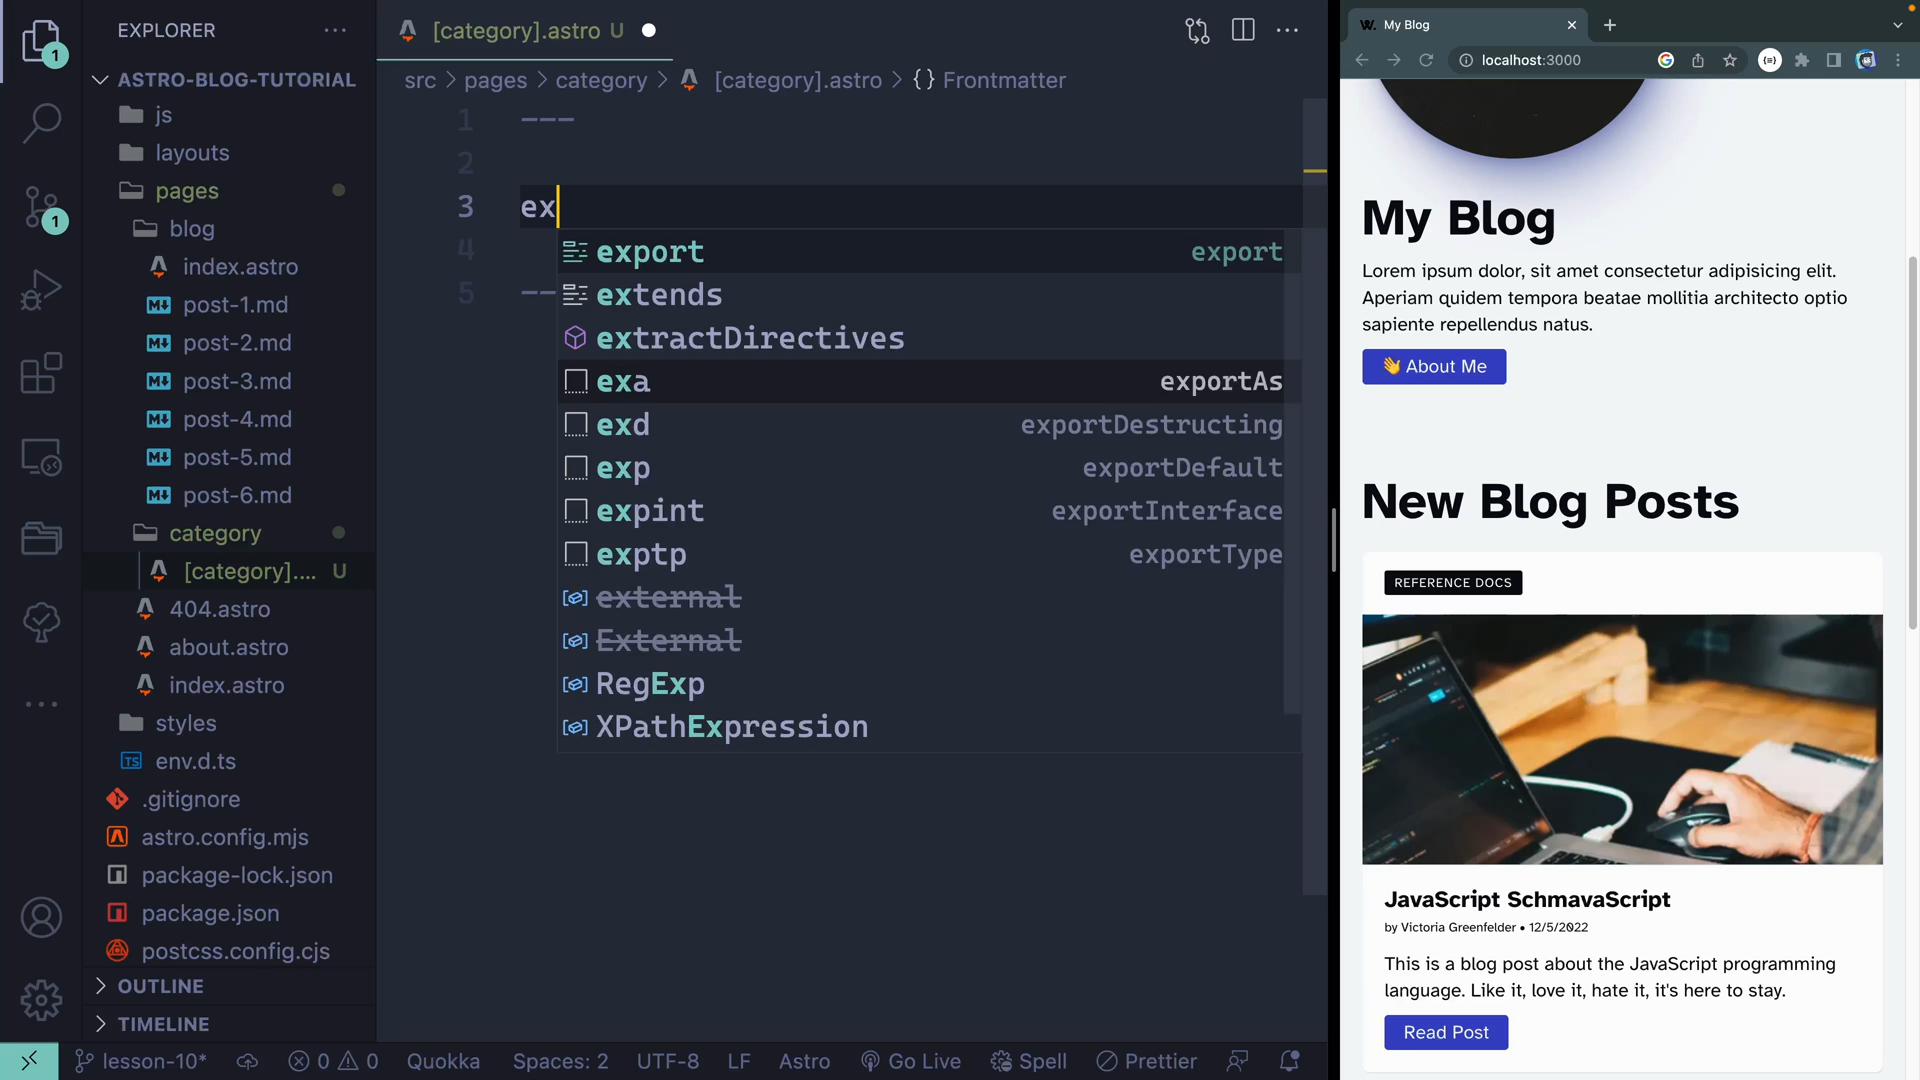 EXPLORER
ASTRO-BLOG-TUTORIAL
js
layouts
pages
blog
index.astro
post-1.md
post-2.md
post-3.md
post-4.md
post-5.md
post-6.md
category
[category]....
U
404.astro
about.astro
index.astro
styles
env.d.ts
.gitignore
astro.config.mjs
package-lock.json
package.json
postcss.config.cjs
OUTLINE
TIMELINE
1
1
[category].astro U
src > pages > category > [category].astro > {} Frontmatter
1 ---
2
3 ex
4
5 --
export export
extends
extractDirectives
exa exportAs
exd exportDestructing
exp exportDefault
expint exportInterface
exptp exportType
external
External
RegExp
XPathExpression
lesson-10* 0 0 Quokka Spaces: 2 UTF-8 LF Astro Go Live Spell Prettier
W. My Blog
localhost:3000
My Blog
Lorem ipsum dolor, sit amet consectetur adipisicing elit.
Aperiam quidem tempora beatae mollitia architecto optio
sapiente repellendus natus.
👋 About Me
New Blog Posts
REFERENCE DOCS
JavaScript SchmavaScript
by Victoria Greenfelder • 12/5/2022
This is a blog post about the JavaScript programming
language. Like it, love it, hate it, it's here to stay.
Read Post